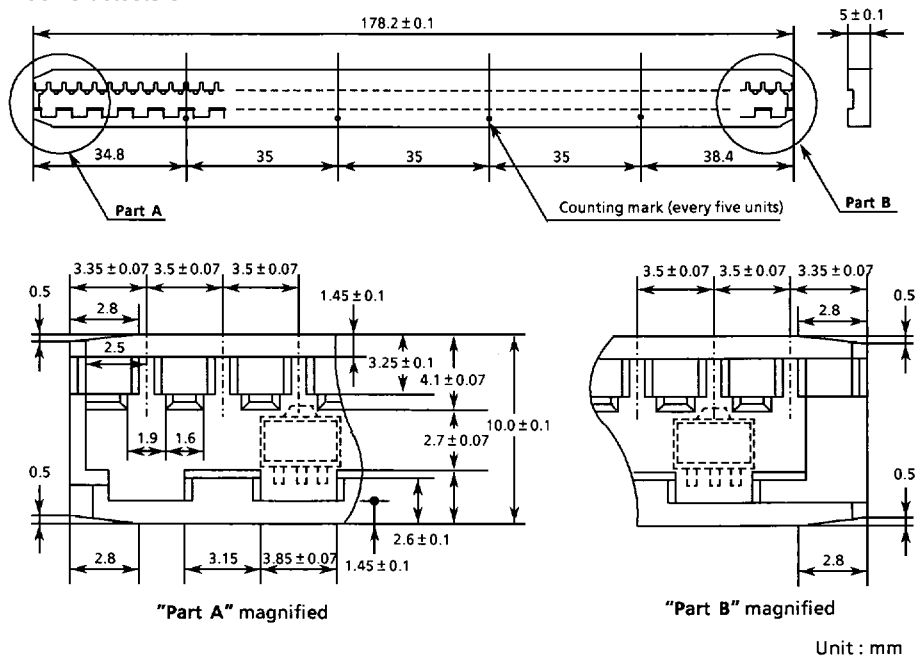 178.2 ± 0.1
5 ± 0.1
34.8
35
35
35
38.4
Part A
Counting mark (every five units)
Part B
3.35 ± 0.07
3.5 ± 0.07
3.5 ± 0.07
0.5
2.8
1.45 ± 0.1
2.5
3.25 ± 0.1
4.1 ± 0.07
10.0 ± 0.1
1.9
1.6
2.7 ± 0.07
0.5
2.6 ± 0.1
2.8
3.15
3.85 ± 0.07
1.45 ± 0.1
"Part A" magnified
3.5 ± 0.07
3.5 ± 0.07
3.35 ± 0.07
0.5
2.8
0.5
2.8
"Part B" magnified
Unit : mm